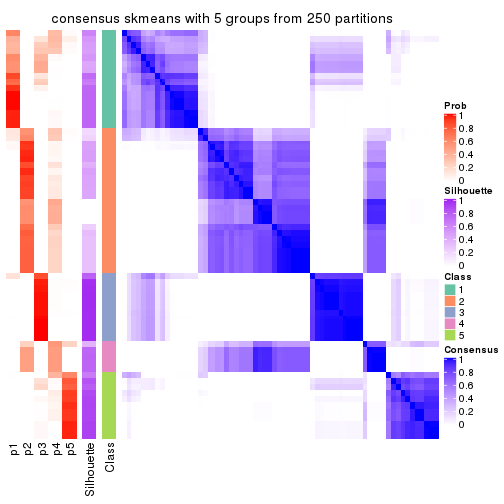 consensus skmeans with 5 groups from 250 partitions
Prob
1
0.8
0.6
0.4
0.2
0
Silhouette
1
0.8
0.6
0.4
0.2
0
Class
1
2
3
4
5
Consensus
1
0.8
0.6
0.4
0.2
0
p1
p2
p3
p4
p5
Silhouette
Class